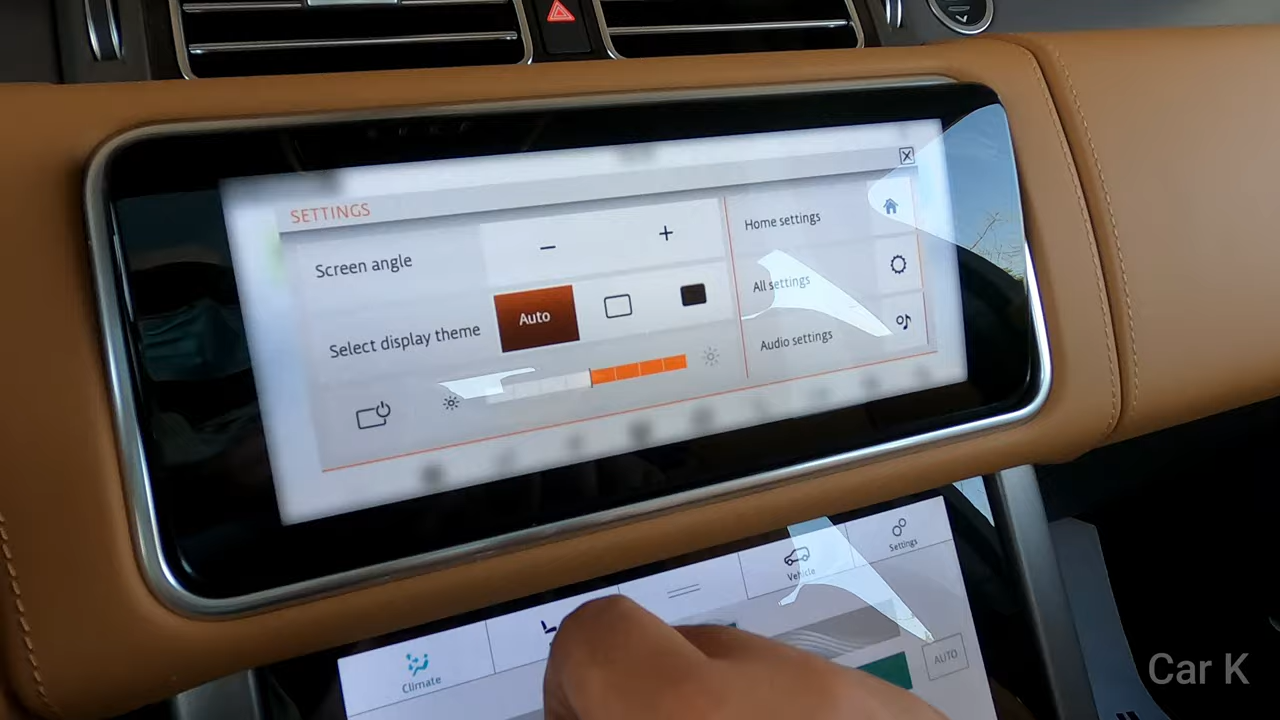 SETTINGS
Screen angle
Select display theme
Auto
Home settings
All settings
Audio settings
Climate
Vehicle
Settings
AUTO
Car K